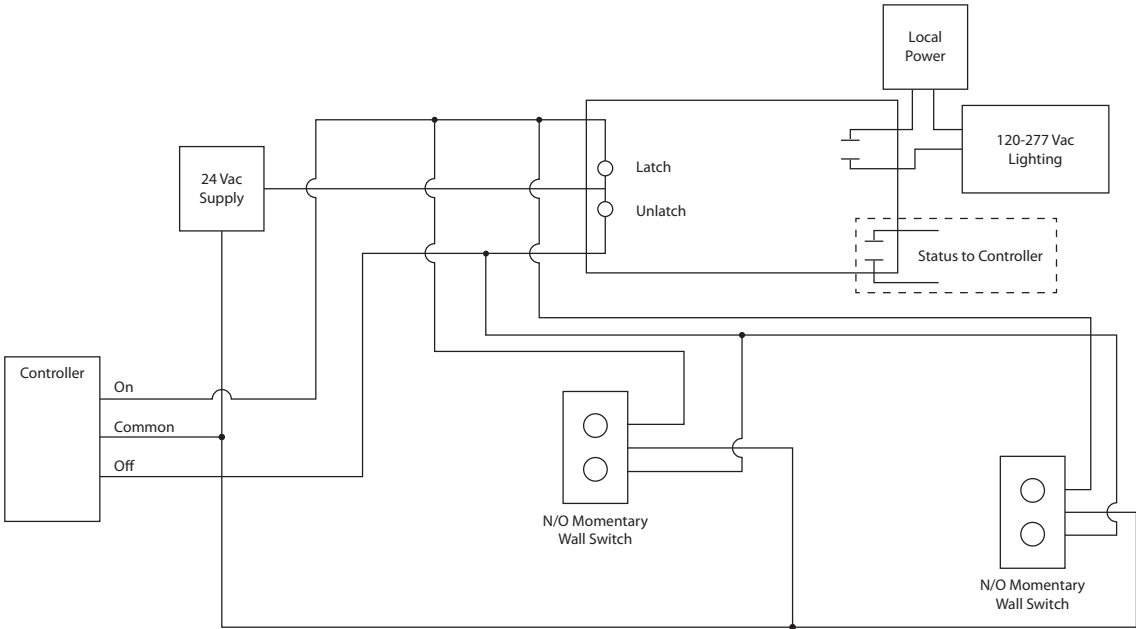 Local
Power
120-277 Vac
Lighting
24 Vac
Supply
Latch
Unlatch
Status to Controller
Controller
On
Common
Off
N/O Momentary
Wall Switch
N/O Momentary
Wall Switch